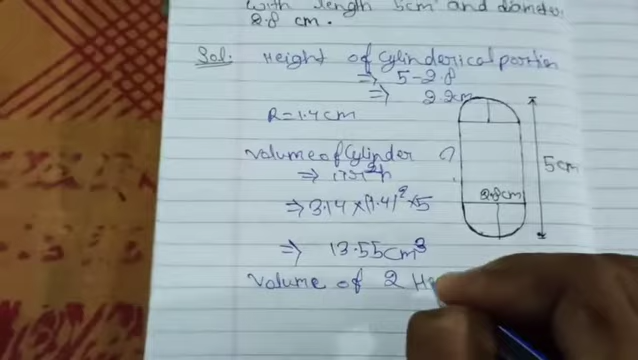 with length 5cm and diameter
2.8 cm.
Sol: Height of Cylinderical portion
⇒ 5-2.8
⇒ 2.2cm
R=1.4cm
Volume of Cylinder
⇒ πr²h
⇒ 3.14×(1.4)²×5
⇒ 13.55cm³
Volume of 2 He
5cm
2.8cm